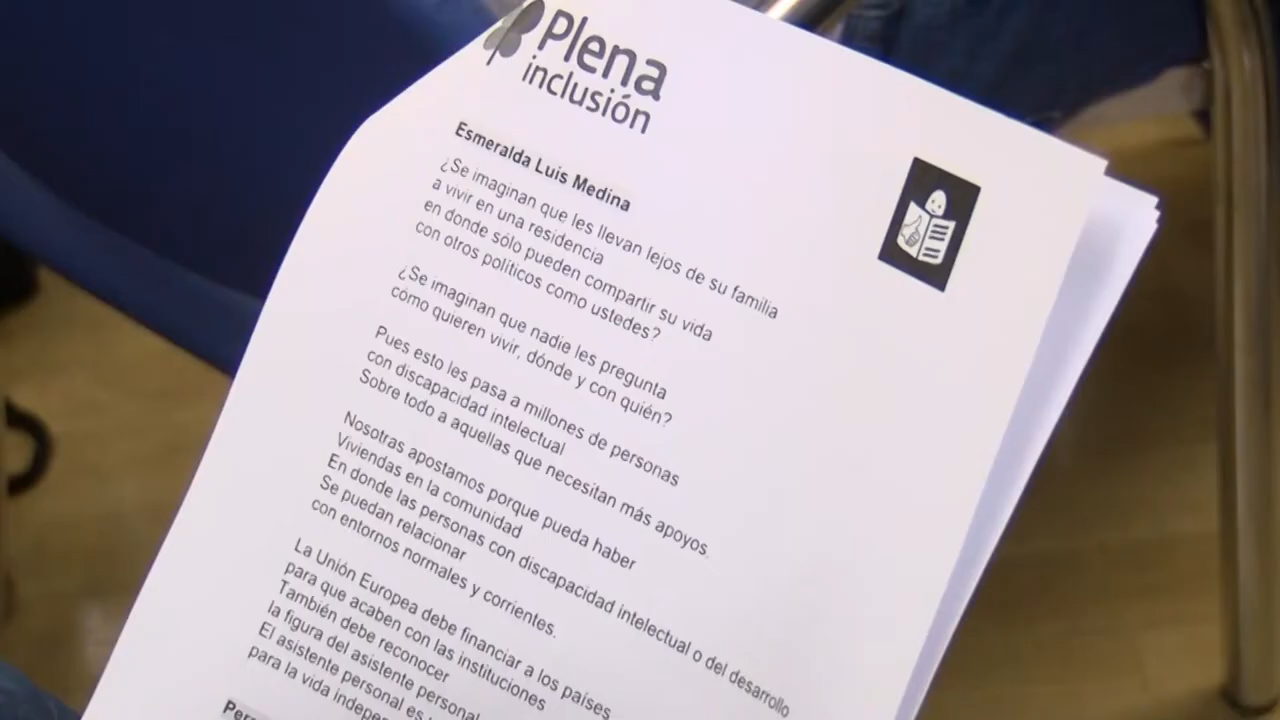 Plena
inclusión
Esmeralda Luis Medina
¿Se imaginan que les llevan lejos de su familia
a vivir en una residencia
en donde sólo pueden compartir su vida
con otros políticos como ustedes?
¿Se imaginan que nadie les pregunta
cómo quieren vivir, dónde y con quién?
Pues esto les pasa a millones de personas
con discapacidad intelectual
Sobre todo a aquellas que necesitan más apoyos.
Nosotras apostamos porque pueda haber
Viviendas en la comunidad
En donde las personas con discapacidad intelectual o del desarrollo
Se puedan relacionar
con entornos normales y corrientes.
La Unión Europea debe financiar a los países
para que acaben con las instituciones
También debe reconocer
la figura del asistente personal
El asistente personal es
para la vida